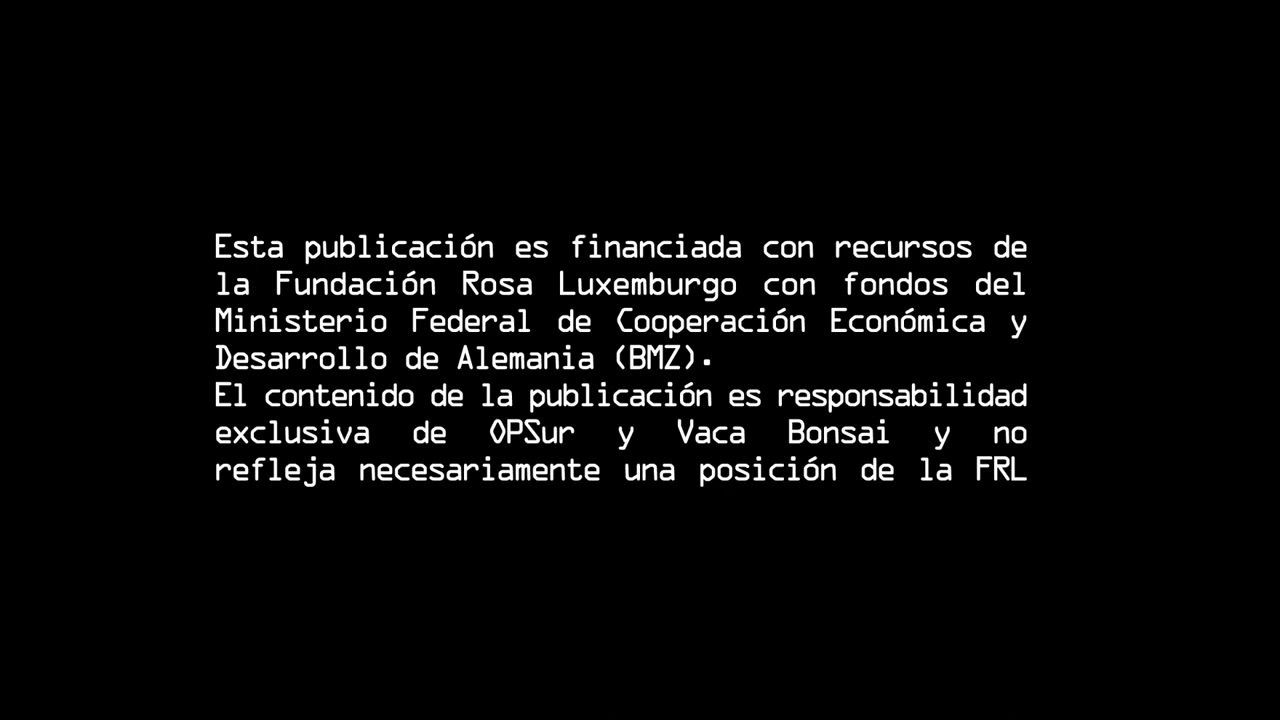 Esta publicación es financiada con recursos de
la Fundación Rosa Luxemburgo con fondos del
Ministerio Federal de Cooperación Económica y
Desarrollo de Alemania (BMZ).
El contenido de la publicación es responsabilidad
exclusiva de OPSur y Vaca Bonsai y no
refleja necesariamente una posición de la FRL